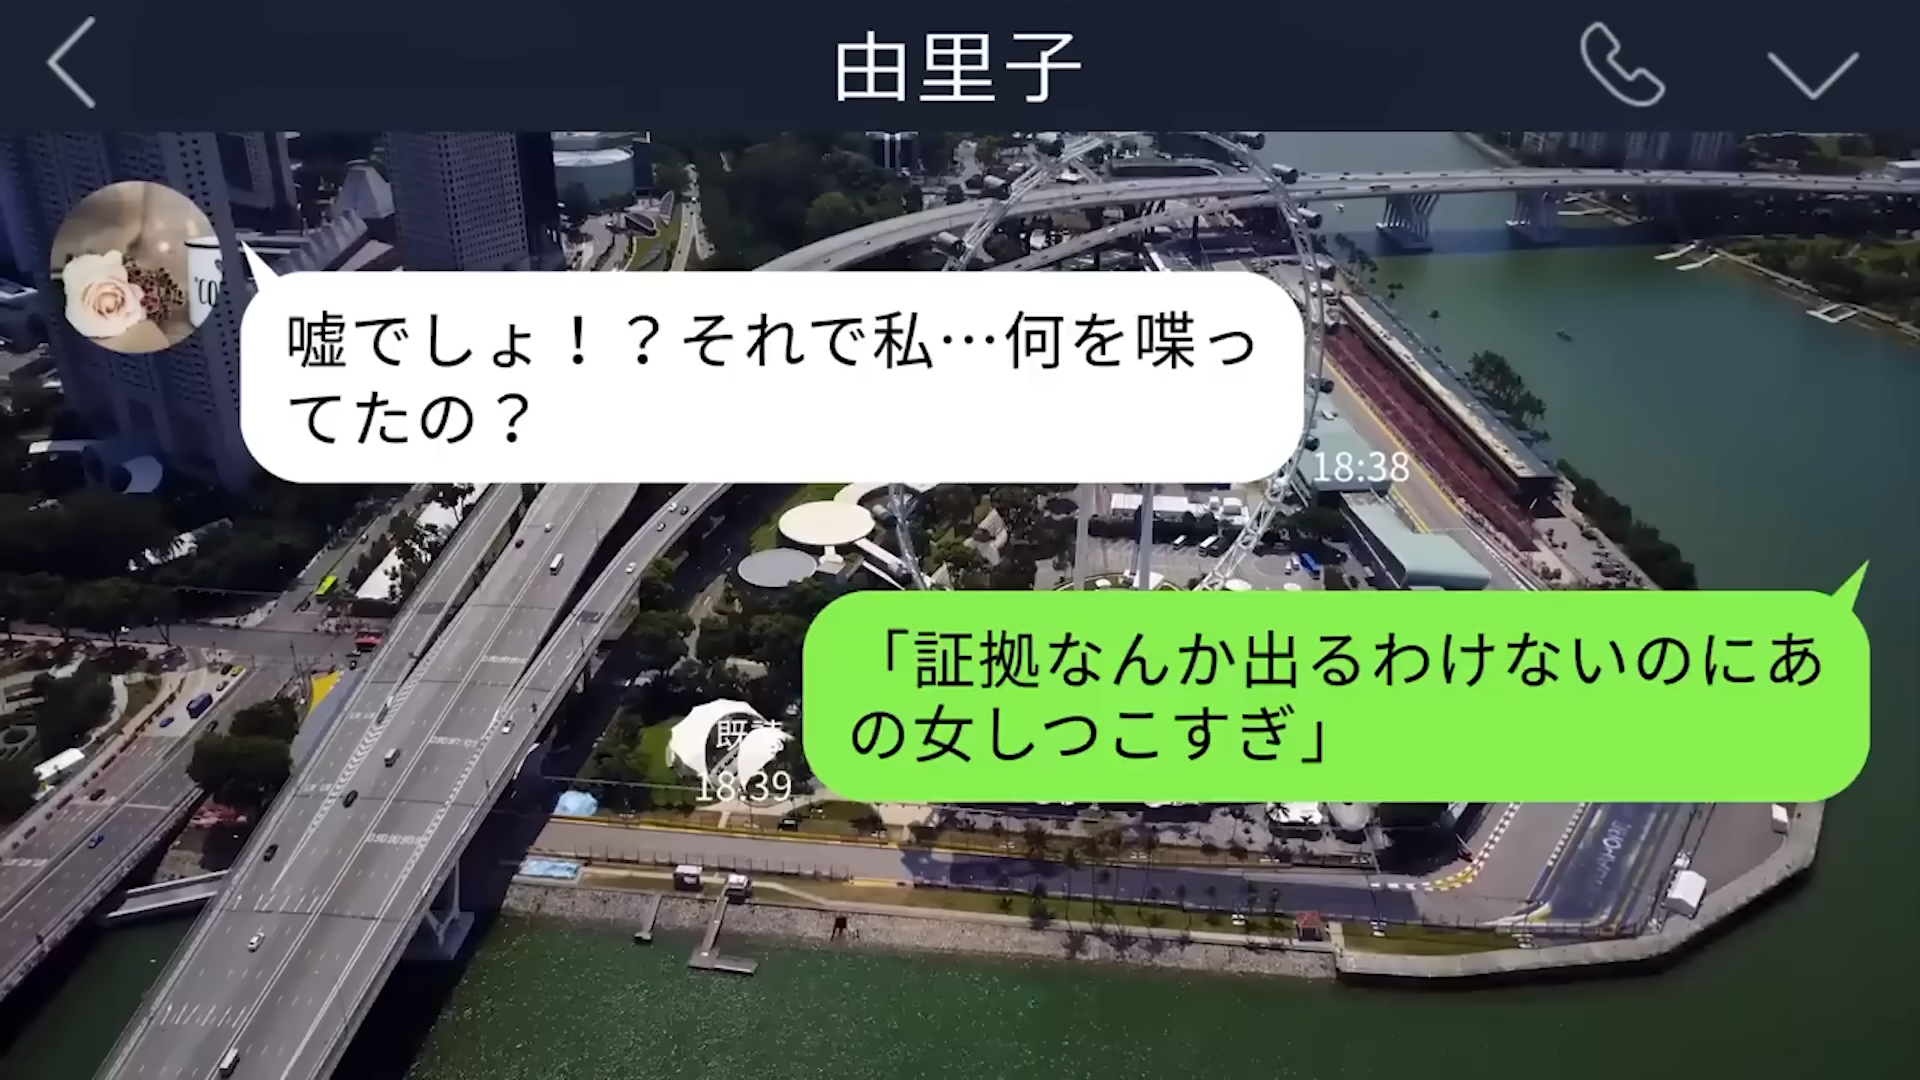 由里子
嘘でしょ！？それで私…何を喋っ
てたの？
18:38
「証拠なんか出るわけないのにあ
の女しつこすぎ」
既読
18:39